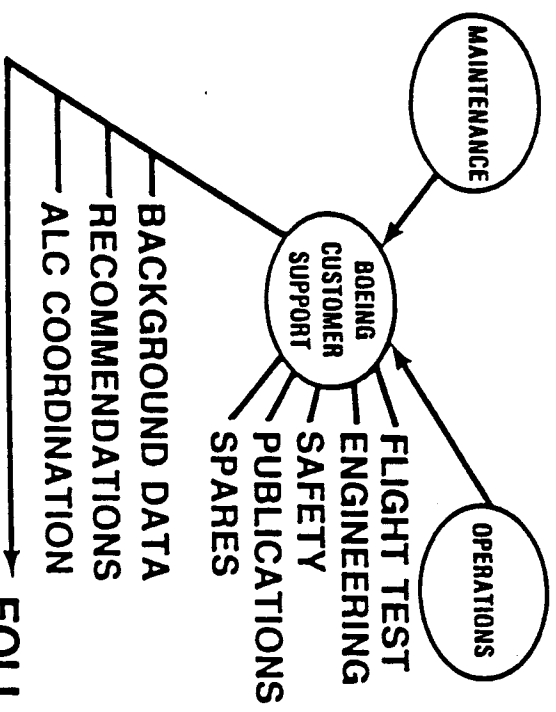 MAINTENANCE
OPERATIONS
BOEING
CUSTOMER
SUPPORT
FLIGHT TEST
ENGINEERING
SAFETY
PUBLICATIONS
SPARES
BACKGROUND DATA
RECOMMENDATIONS
ALC COORDINATION